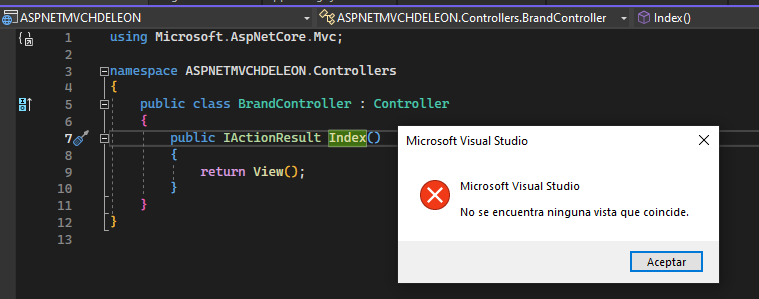 ASPNETMVCHDELEON
ASPNETMVCHDELEON.Controllers.BrandController
Index()
1 using Microsoft.AspNetCore.Mvc;
2
3 namespace ASPNETMVCHDELEON.Controllers
4 {
5 public class BrandController : Controller
6 {
7 public IActionResult Index()
8 {
9 return View();
10 }
11 }
12 }
13
Microsoft Visual Studio
Microsoft Visual Studio
No se encuentra ninguna vista que coincide.
Aceptar